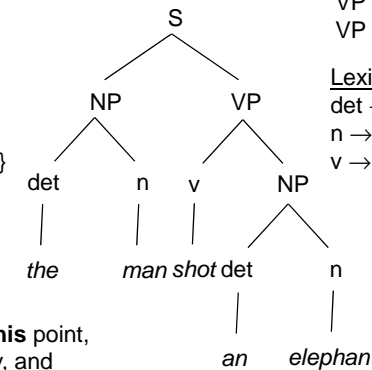 VP
S
VP
Lexi
NP VP
det
n →
} v →
det n v NP
the man shot det n
his point,
y, and an elephan